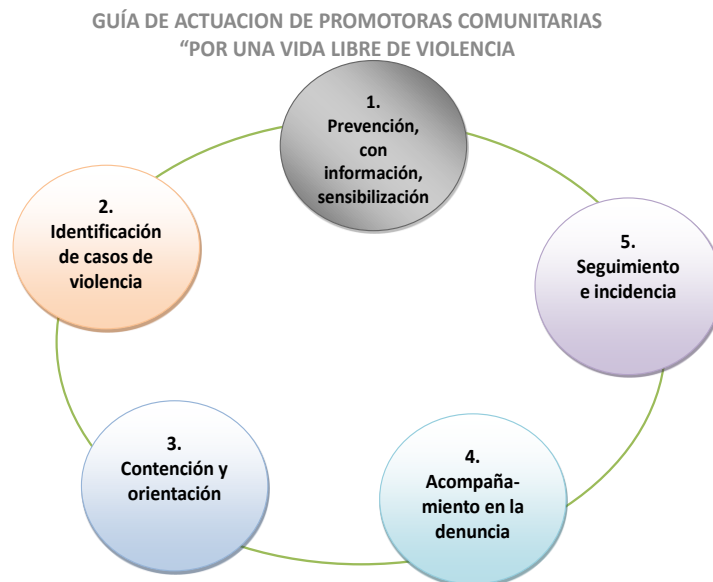 GUÍA DE ACTUACION DE PROMOTORAS COMUNITARIAS
“POR UNA VIDA LIBRE DE VIOLENCIA
1.
Prevención,
con
información,
sensibilización
2.
Identificación
de casos de
violencia
3.
Contención y
orientación
4.
Acompaña-
miento en la
denuncia
5.
Seguimiento
e incidencia